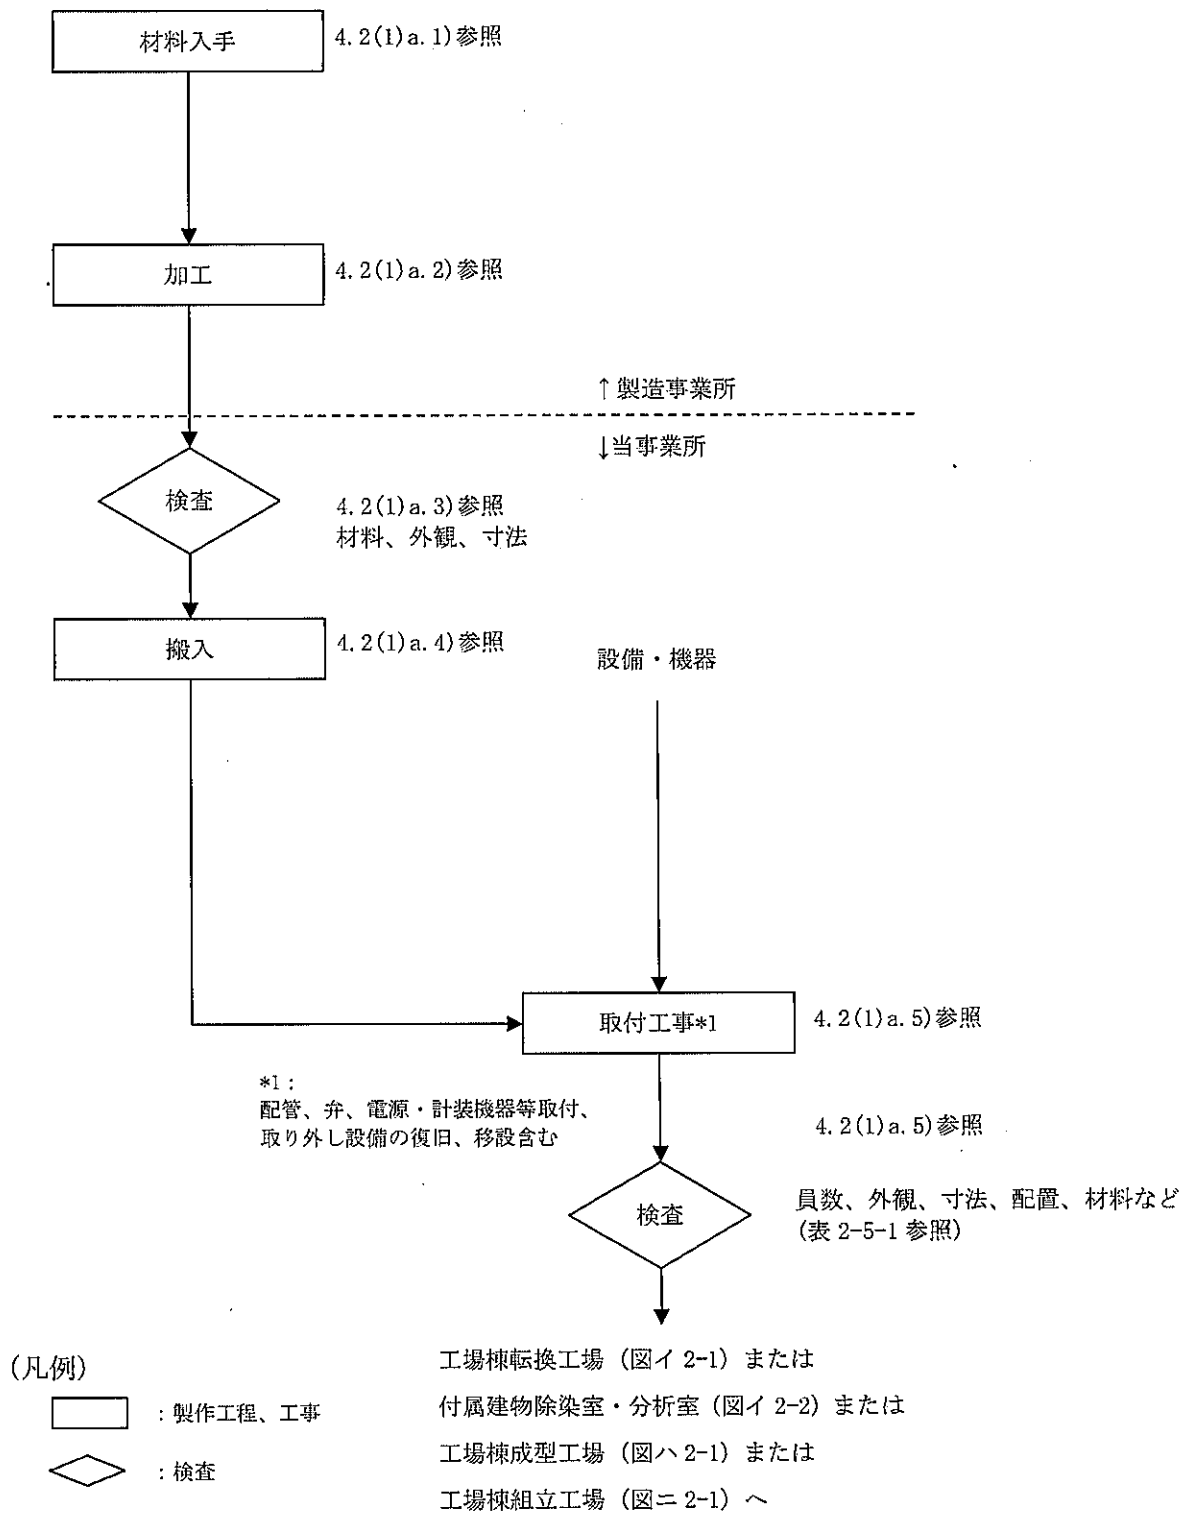 材料入手
4.2(1)a.1)参照
加工
4.2(1)a.2)参照
↑製造事業所
↓当事業所
検査
4.2(1)a.3)参照
材料、外観、寸法
搬入
4.2(1)a.4)参照
設備・機器
取付工事*1
4.2(1)a.5)参照
*1:
配管、弁、電源・計装機器等取付、
取り外し設備の復旧、移設含む
4.2(1)a.5)参照
検査
員数、外観、寸法、配置、材料など
(表 2-5-1 参照)
(凡例)
:製作工程、工事
:検査
工場棟転換工場(図イ 2-1)または
付属建物除染室・分析室(図イ 2-2)または
工場棟成型工場(図ハ 2-1)または
工場棟組立工場(図ニ 2-1)へ